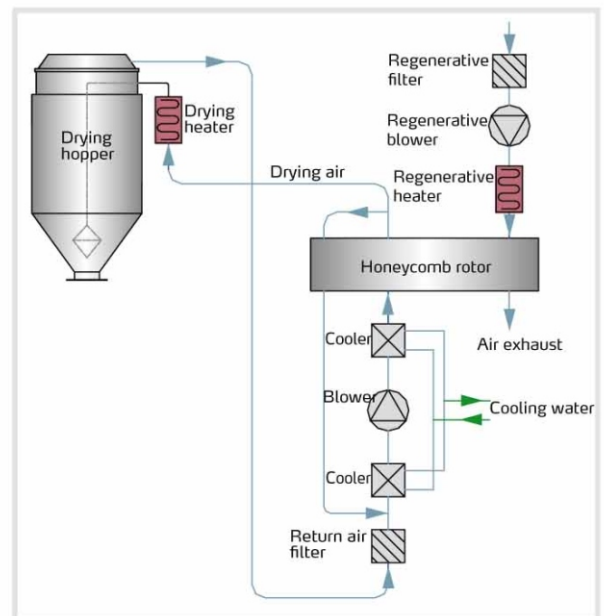 Drying
hopper
Drying
heater
Drying air
Regenerative
filter
Regenerative
blower
Regenerative
heater
Honeycomb rotor
Air exhaust
Cooler
Blower
Cooling water
Cooler
Return air
filter